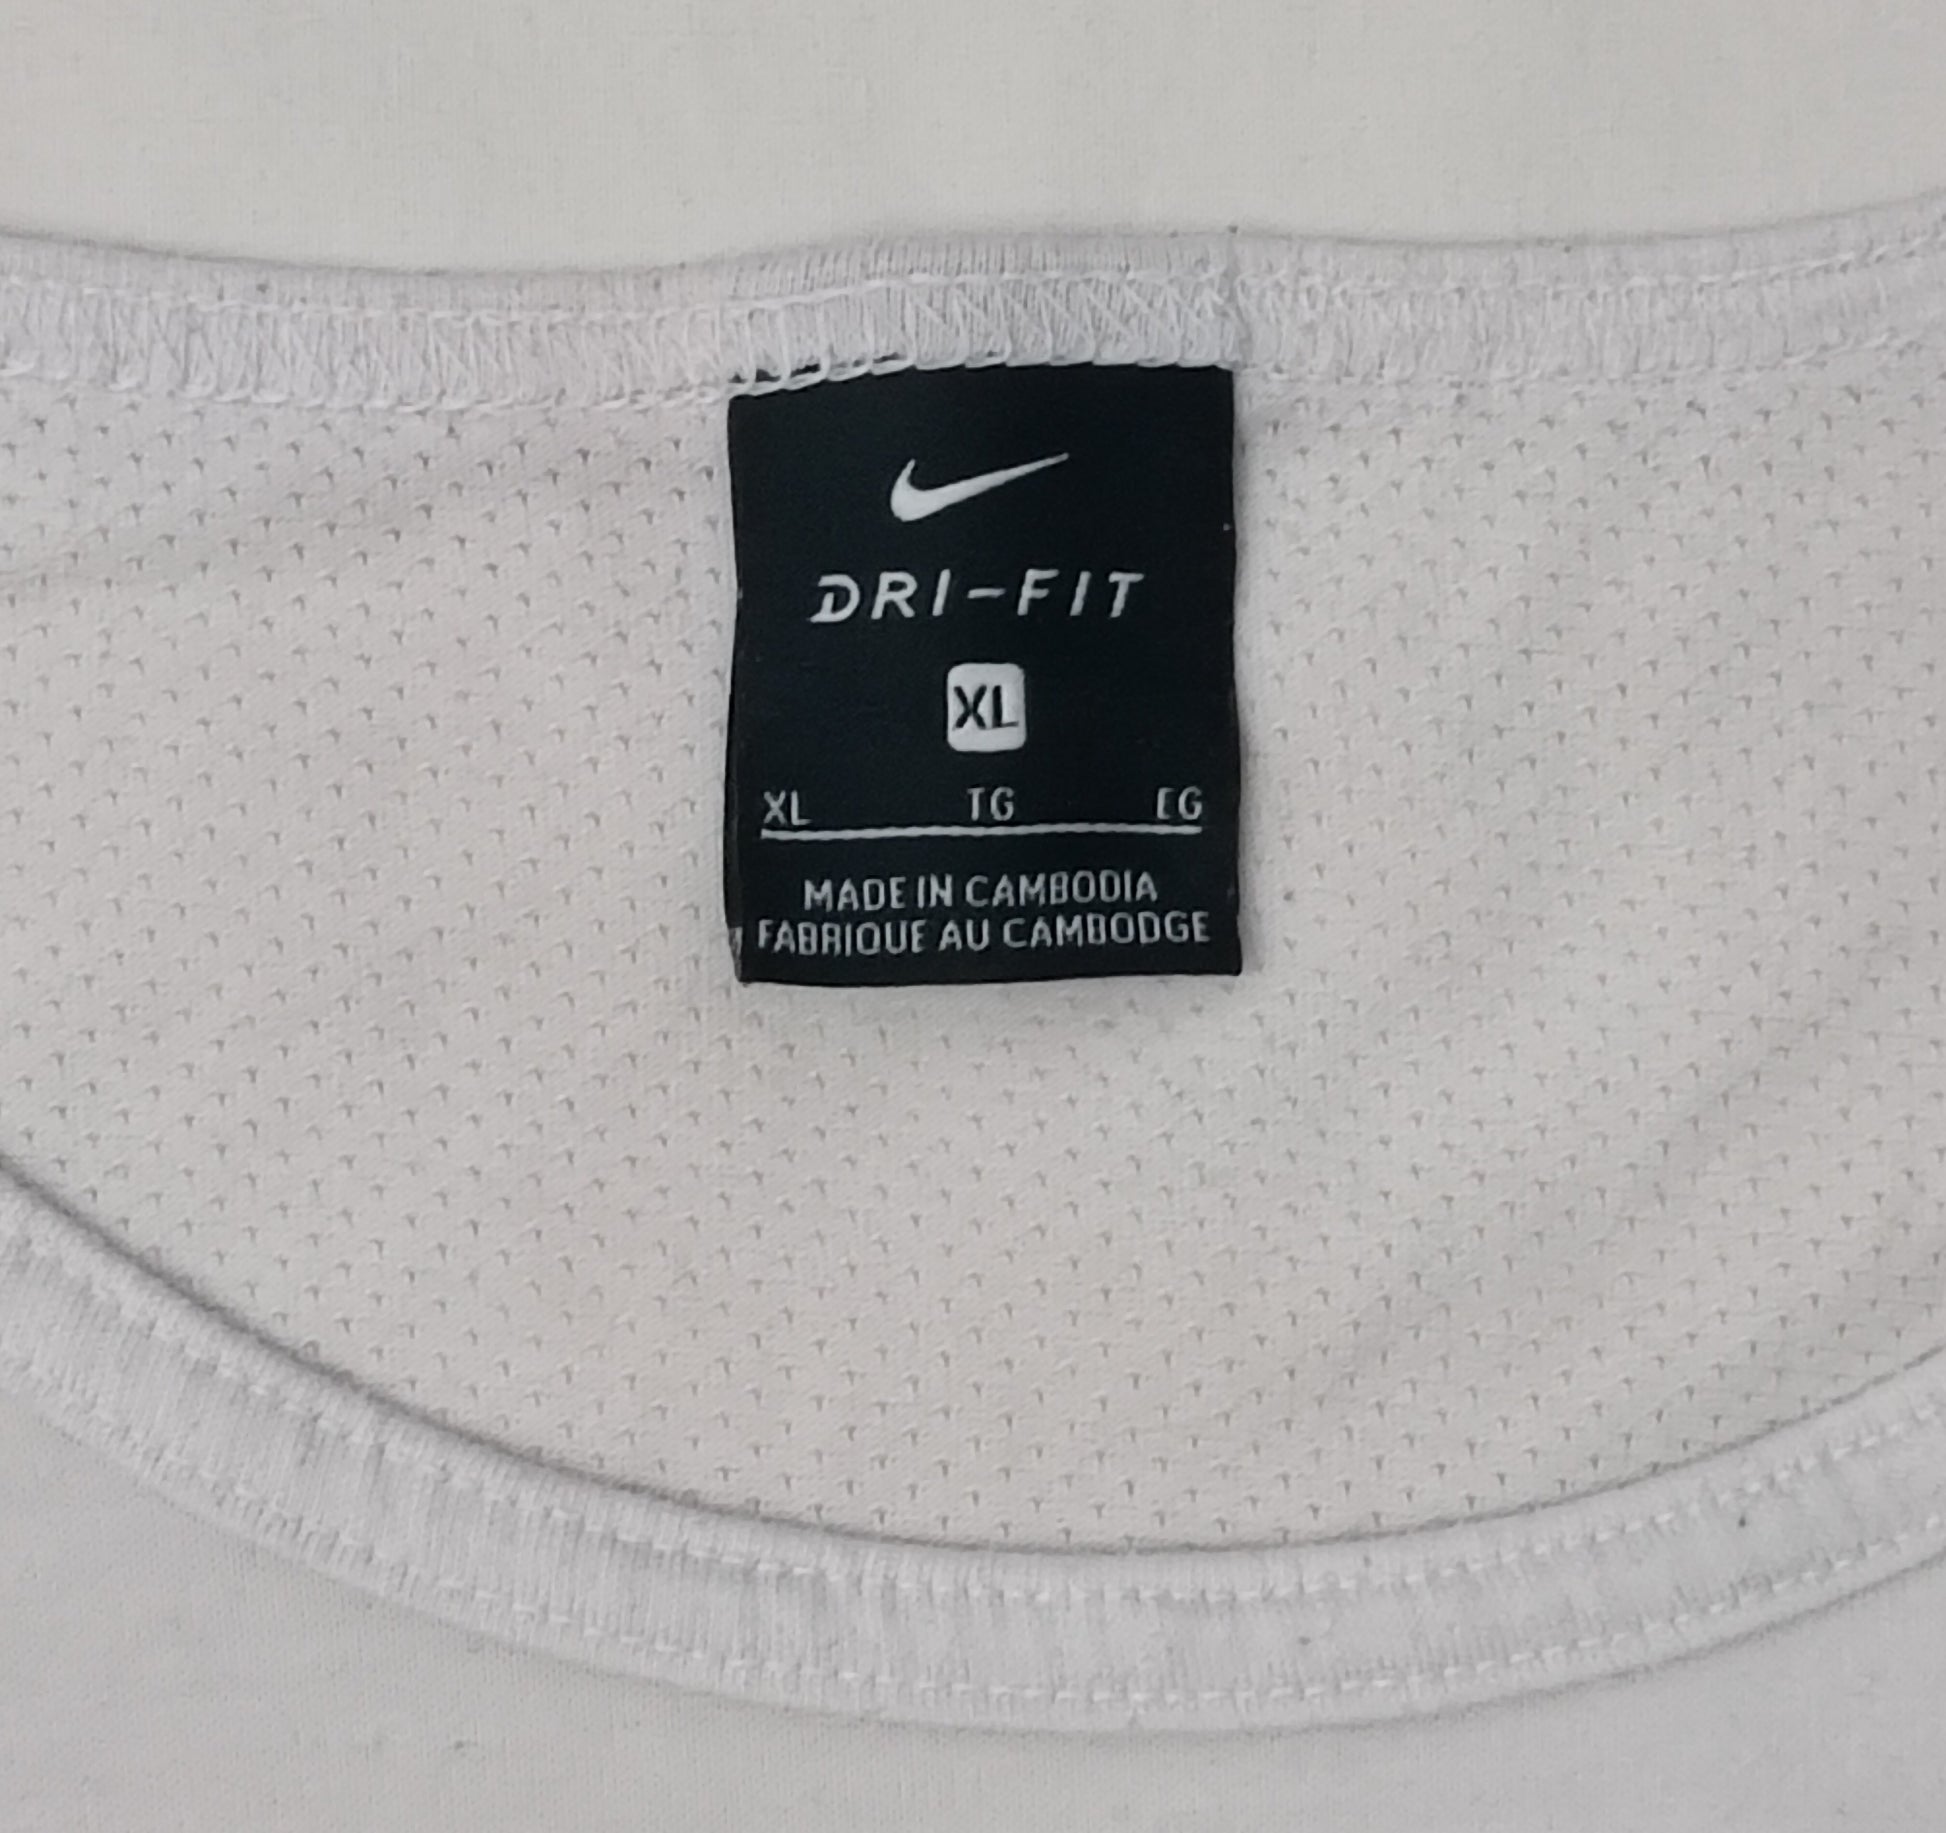 DRI-FIT
XL
XL TG EG
MADE IN CAMBODIA
FABRIQUE AU CAMBODGE